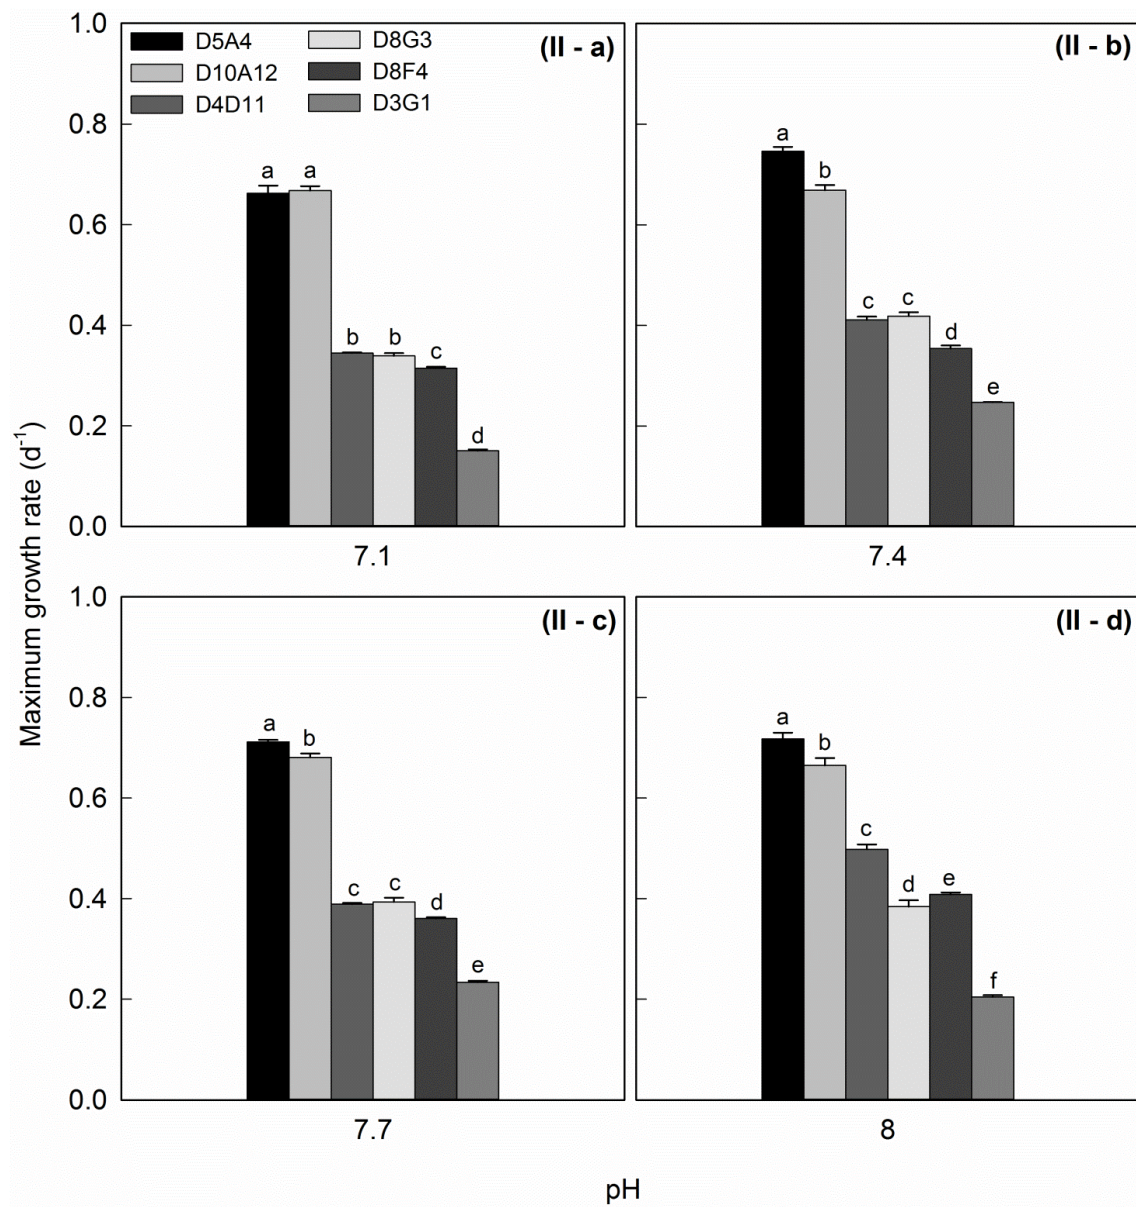 1.0
D5A4 D8G3 (II - a) (II - b)
D10A12 D8F4
D4D11 D3G1
0.8
a
a a b
0.6
0.4
c c
b b c d
e
0.2
d
0.0
7.1 7.4
Maximum growth rate (d⁻¹)
1.0
(II - c) (II - d)
0.8
a a
b b
0.6
c
0.4
c c d d e
e
0.2
f
0.0
7.7 8
pH